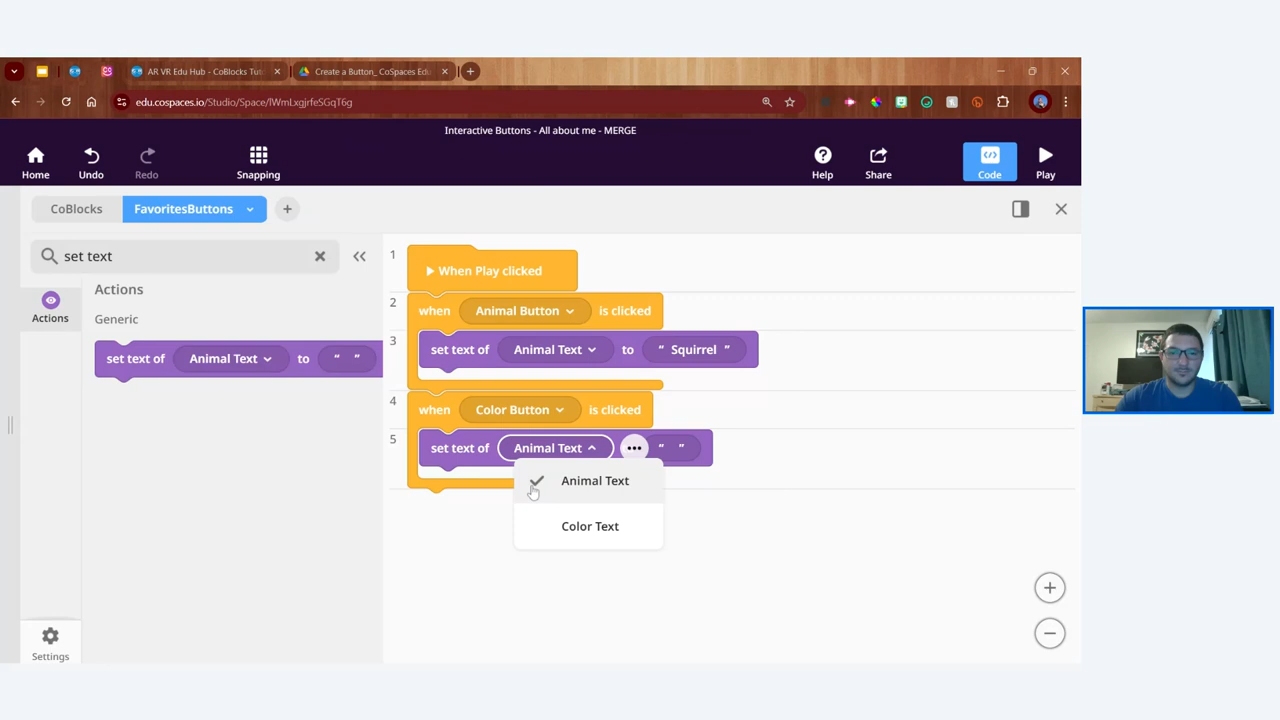 AR VR Edu Hub - CoBlocks Tut
Create a Button_ CoSpaces Edu
edu.cospaces.io/Studio/Space/lWmLxgjrfeSGqT6g
Interactive Buttons - All about me - MERGE
Home
Undo
Redo
Snapping
Help
Share
Code
Play
CoBlocks
FavoritesButtons
set text
Actions
Actions
Generic
set text of Animal Text to “ ”
Settings
1
When Play clicked
2
when Animal Button is clicked
3
set text of Animal Text to “ Squirrel ”
4
when Color Button is clicked
5
set text of Animal Text “ ”
Animal Text
Color Text